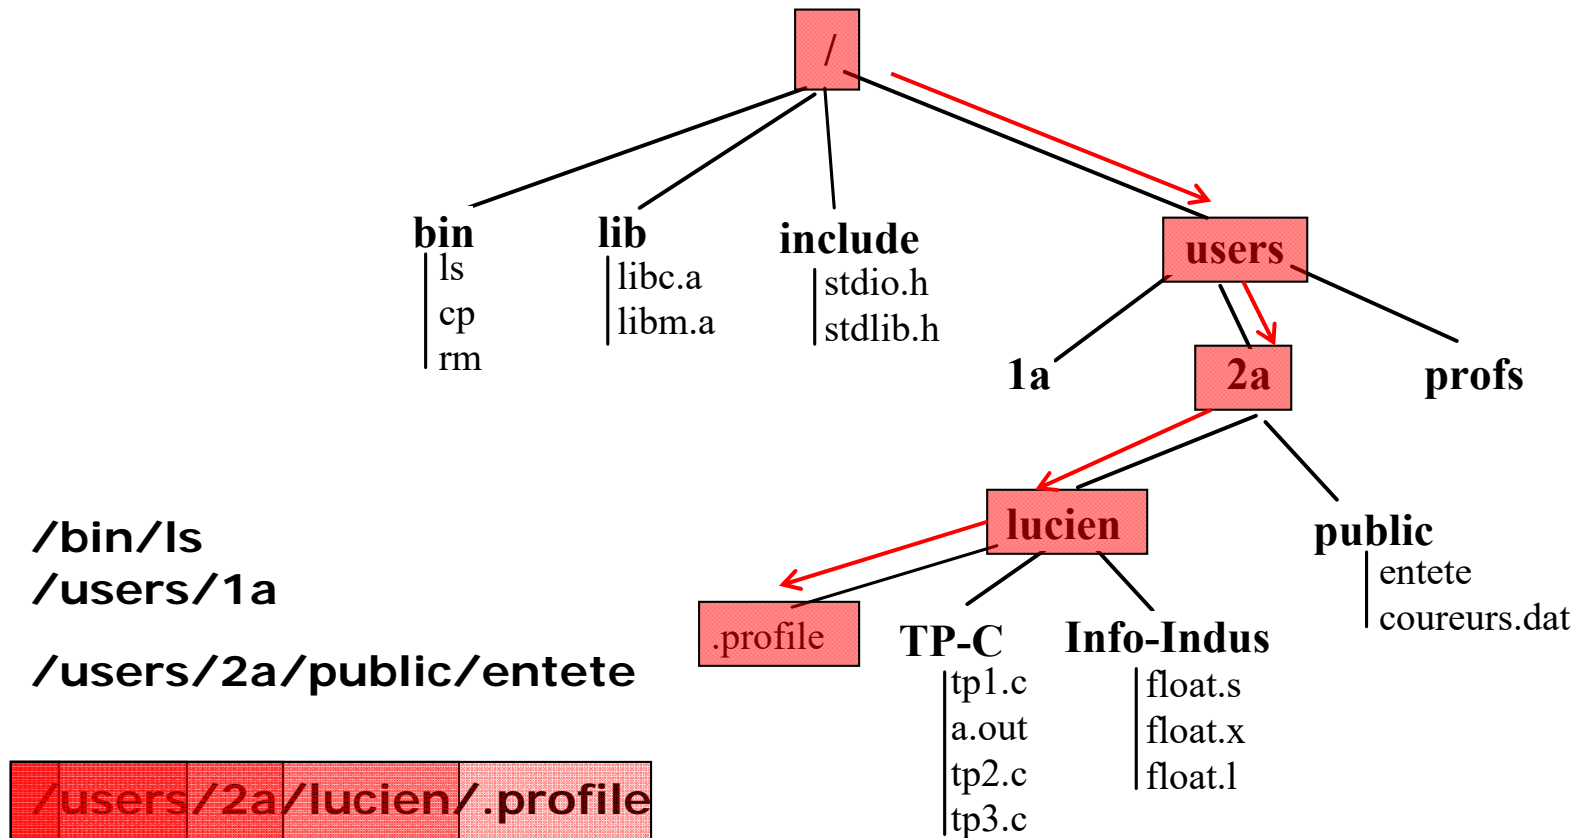 /
bin
ls
cp
rm
lib
libc.a
libm.a
include
stdio.h
stdlib.h
users
1a
2a
profs
lucien
public
entete
coureurs.dat
.profile
TP-C
tp1.c
a.out
tp2.c
tp3.c
Info-Indus
float.s
float.x
float.l
/bin/ls
/users/1a
/users/2a/public/entete
/users/2a/lucien/.profile